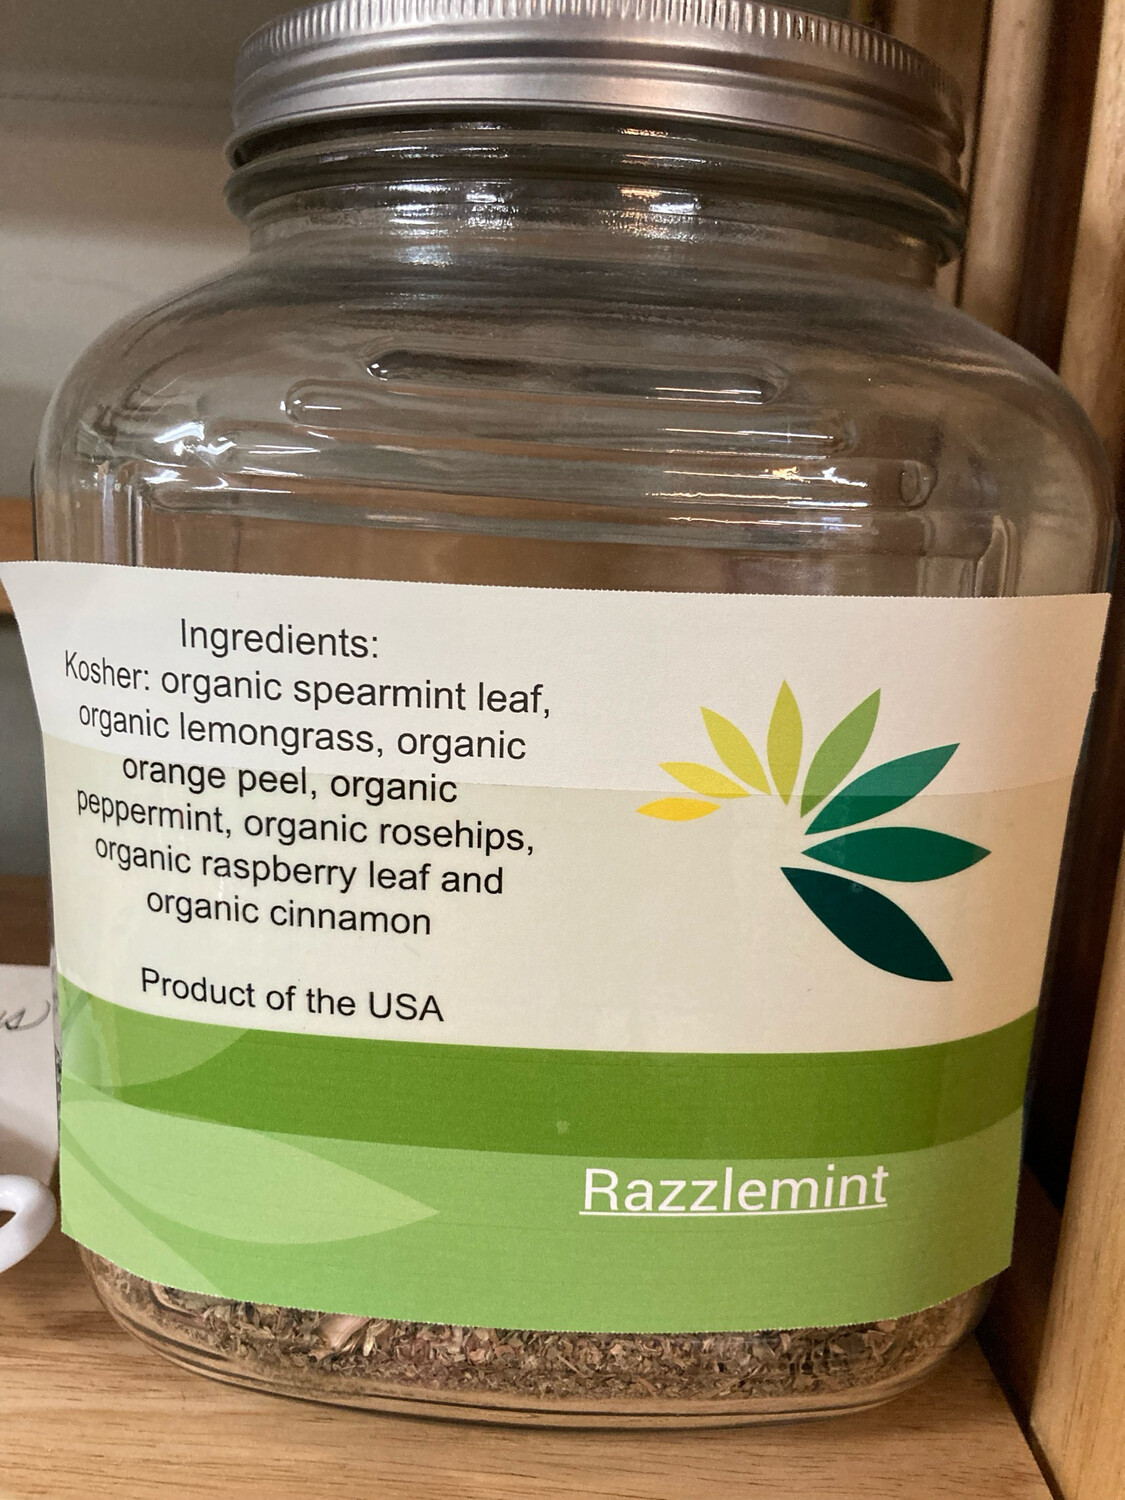 Ingredients:
Kosher: organic spearmint leaf,
organic lemongrass, organic
orange peel, organic
peppermint, organic rosehips,
organic raspberry leaf and
organic cinnamon
Product of the USA
Razzlemint